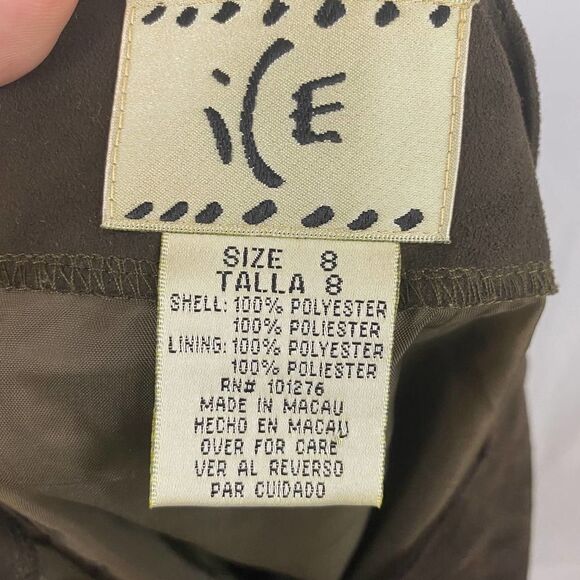 iCE
SIZE 8
TALLA 8
SHELL: 100% POLYESTER
100% POLIESTER
LINING: 100% POLYESTER
100% POLIESTER
RN# 101276
MADE IN MACAU
HECHO EN MACAU
OVER FOR CARE
VER AL REVERSO
PAR CUIDADO